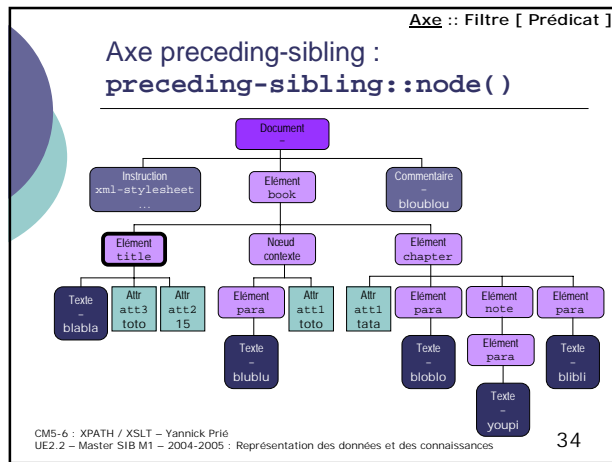 Axe :: Filtre [ Prédicat ]
Axe preceding-sibling :
preceding-sibling::node()
Document
–
Instruction
xml-stylesheet
...
Elément
book
Commentaire
–
bloublou
Elément
title
Nœud
contexte
Elément
chapter
Texte
–
blabla
Attr
att3
toto
Attr
att2
15
Elément
para
Attr
att1
toto
Attr
att1
tata
Elément
para
Elément
note
Elément
para
Texte
–
blublu
Texte
–
bloblo
Elément
para
Texte
–
blibli
Texte
–
youpi
CM5-6 : XPATH / XSLT – Yannick Prié
UE2.2 – Master SIB M1 – 2004-2005 : Représentation des données et des connaissances
34